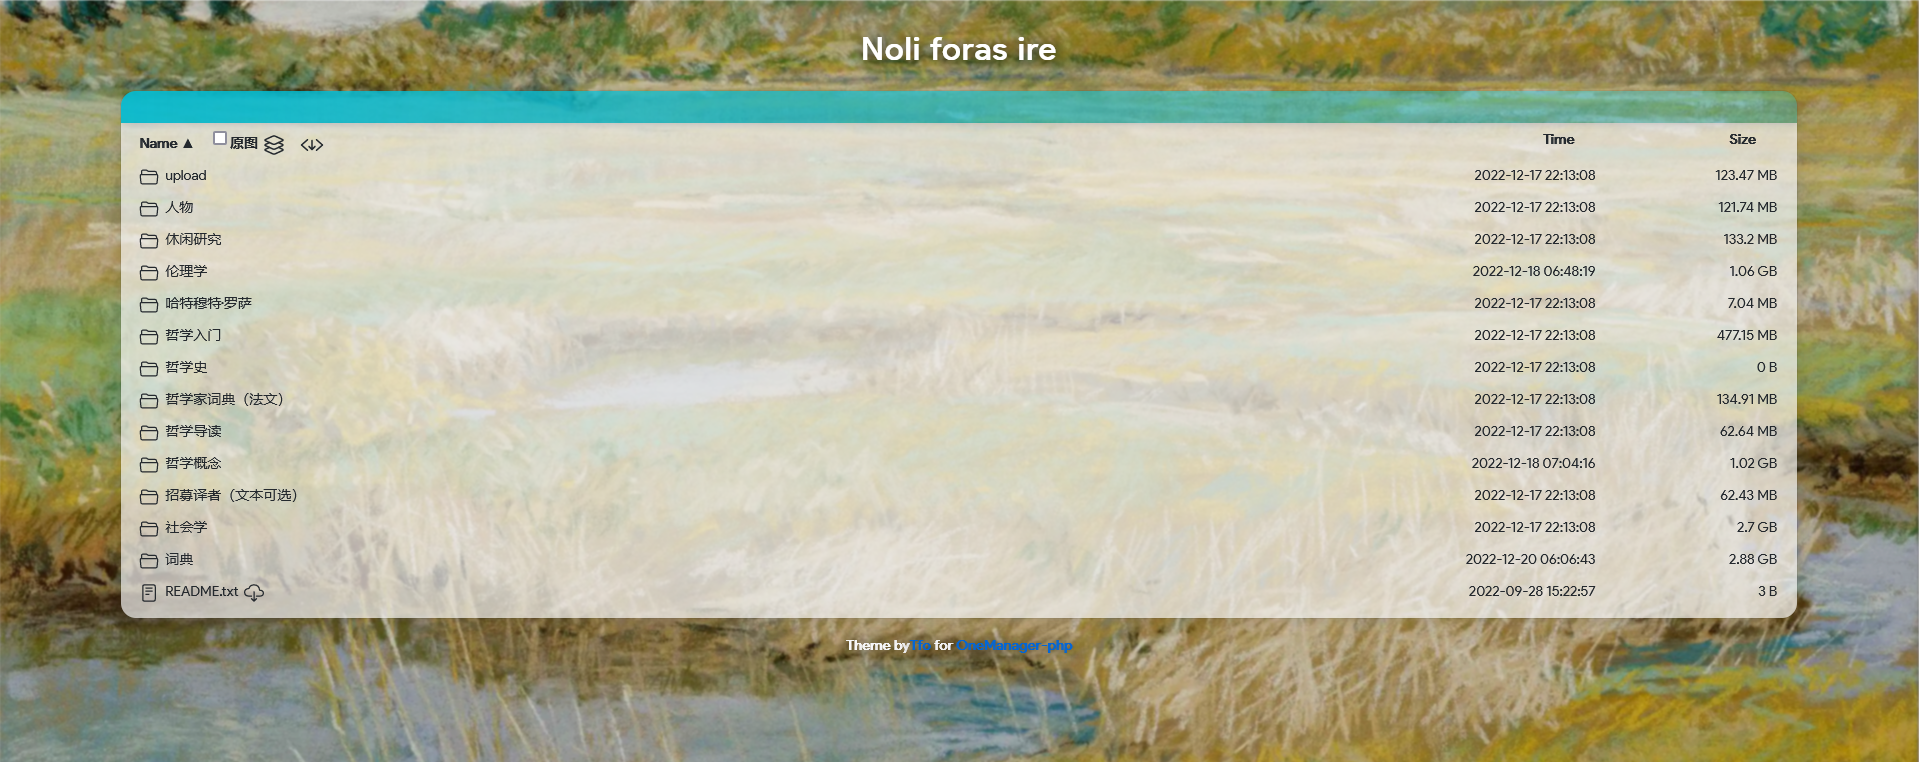 Noli foras ire
Name ▲ 原图 Time Size
upload 2022-12-17 22:13:08 123.47 MB
人物 2022-12-17 22:13:08 121.74 MB
休闲研究 2022-12-17 22:13:08 133.2 MB
伦理学 2022-12-18 06:48:19 1.06 GB
哈特穆特·罗萨 2022-12-17 22:13:08 7.04 MB
哲学入门 2022-12-17 22:13:08 477.15 MB
哲学史 2022-12-17 22:13:08 0 B
哲学家词典（法文） 2022-12-17 22:13:08 134.91 MB
哲学导读 2022-12-17 22:13:08 62.64 MB
哲学概念 2022-12-18 07:04:16 1.02 GB
招募译者（文本可选） 2022-12-17 22:13:08 62.43 MB
社会学 2022-12-17 22:13:08 2.7 GB
词典 2022-12-20 06:06:43 2.88 GB
README.txt 2022-09-28 15:22:57 3 B
Theme by Tfo for OneManager-php